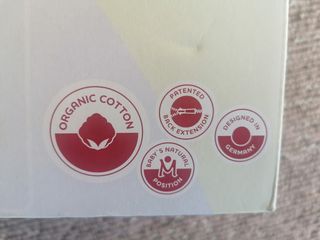 ORGANIC COTTON
PATENTED
BACK EXTENSION
DESIGNED IN
GERMANY
BABY'S NATURAL
POSITION